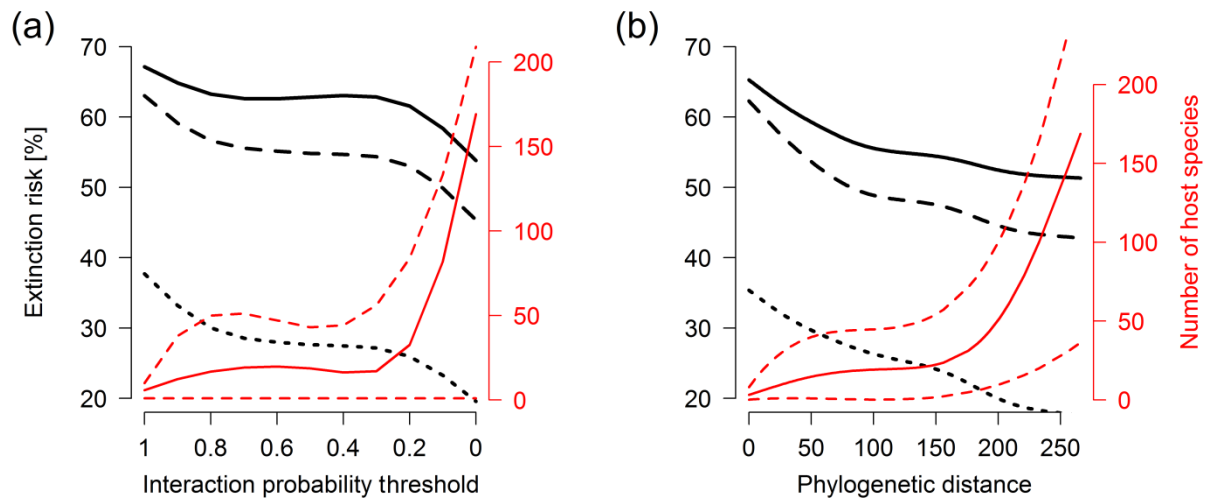 (a)
70
60
50
40
30
20
Extinction risk [%]
200
150
100
50
0
1 0.8 0.6 0.4 0.2 0
Interaction probability threshold
(b)
70
60
50
40
30
20
200
150
100
50
0
Number of host species
0 50 100 150 200 250
Phylogenetic distance